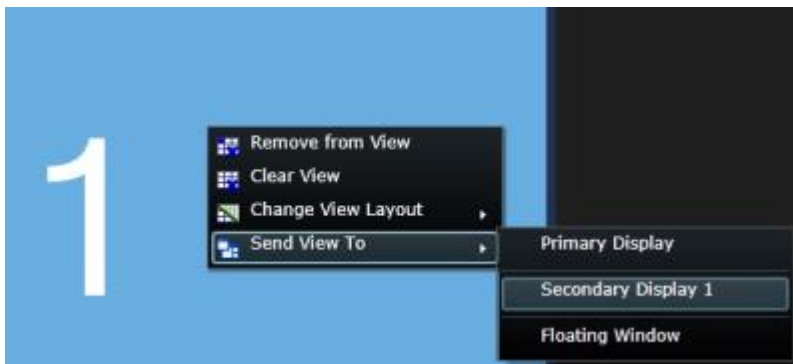 1
Remove from View
Clear View
Change View Layout
Send View To
Primary Display
Secondary Display 1
Floating Window